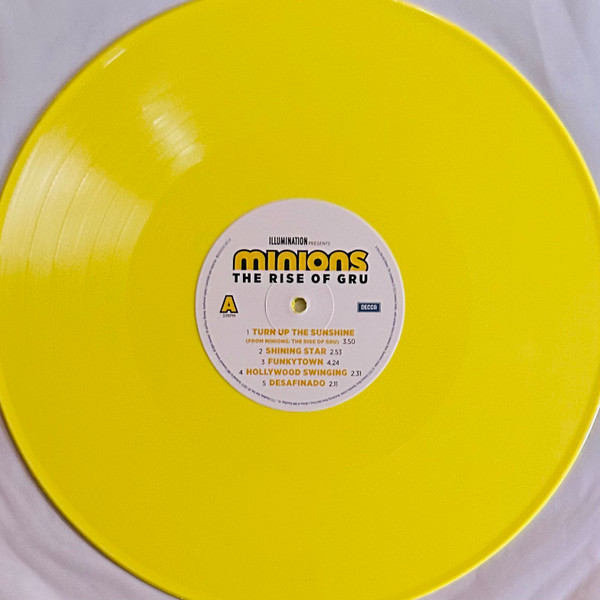 ILLUMINATION PRESENTS
minions
THE RISE OF GRU
A
33RPM
DECCA
1 TURN UP THE SUNSHINE
(FROM MINIONS: THE RISE OF GRU) 3.50
2 SHINING STAR 2.53
3 FUNKYTOWN 4.24
4 HOLLYWOOD SWINGING 2.31
5 DESAFINADO 2.11